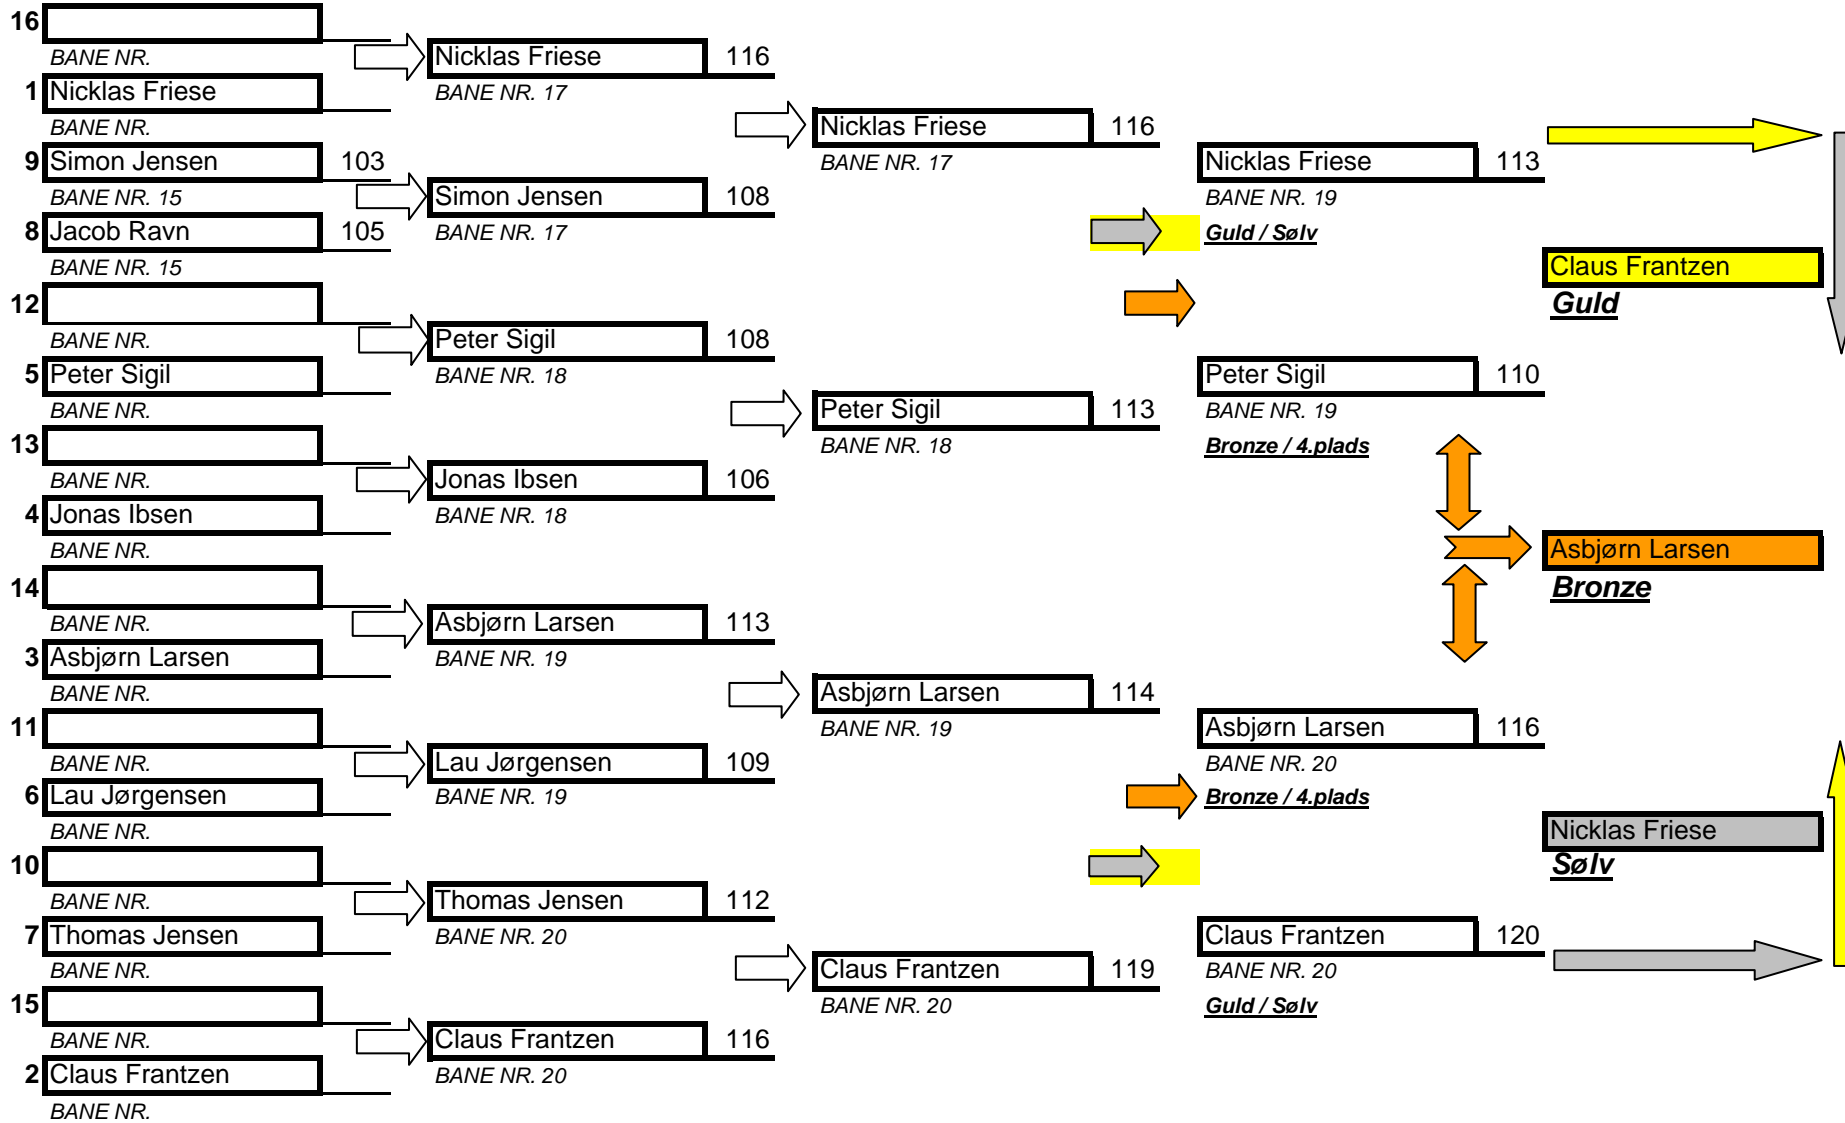 16
BANE NR.
1 Nicklas Friese
BANE NR.
9 Simon Jensen 103
BANE NR. 15
8 Jacob Ravn 105
BANE NR. 15
12
BANE NR.
5 Peter Sigil
BANE NR.
13
BANE NR.
4 Jonas Ibsen
BANE NR.
14
BANE NR.
3 Asbjørn Larsen
BANE NR.
11
BANE NR.
6 Lau Jørgensen
BANE NR.
10
BANE NR.
7 Thomas Jensen
BANE NR.
15
BANE NR.
2 Claus Frantzen
BANE NR.
Nicklas Friese 116
BANE NR. 17
Simon Jensen 108
BANE NR. 17
Peter Sigil 108
BANE NR. 18
Jonas Ibsen 106
BANE NR. 18
Asbjørn Larsen 113
BANE NR. 19
Lau Jørgensen 109
BANE NR. 19
Thomas Jensen 112
BANE NR. 20
Claus Frantzen 116
BANE NR. 20
Nicklas Friese 116
BANE NR. 17
Peter Sigil 113
BANE NR. 18
Asbjørn Larsen 114
BANE NR. 19
Claus Frantzen 119
BANE NR. 20
Nicklas Friese 113
BANE NR. 19
Guld / Sølv
Peter Sigil 110
BANE NR. 19
Bronze / 4.plads
Asbjørn Larsen 116
BANE NR. 20
Bronze / 4.plads
Claus Frantzen 120
BANE NR. 20
Guld / Sølv
Claus Frantzen
Guld
Asbjørn Larsen
Bronze
Nicklas Friese
Sølv